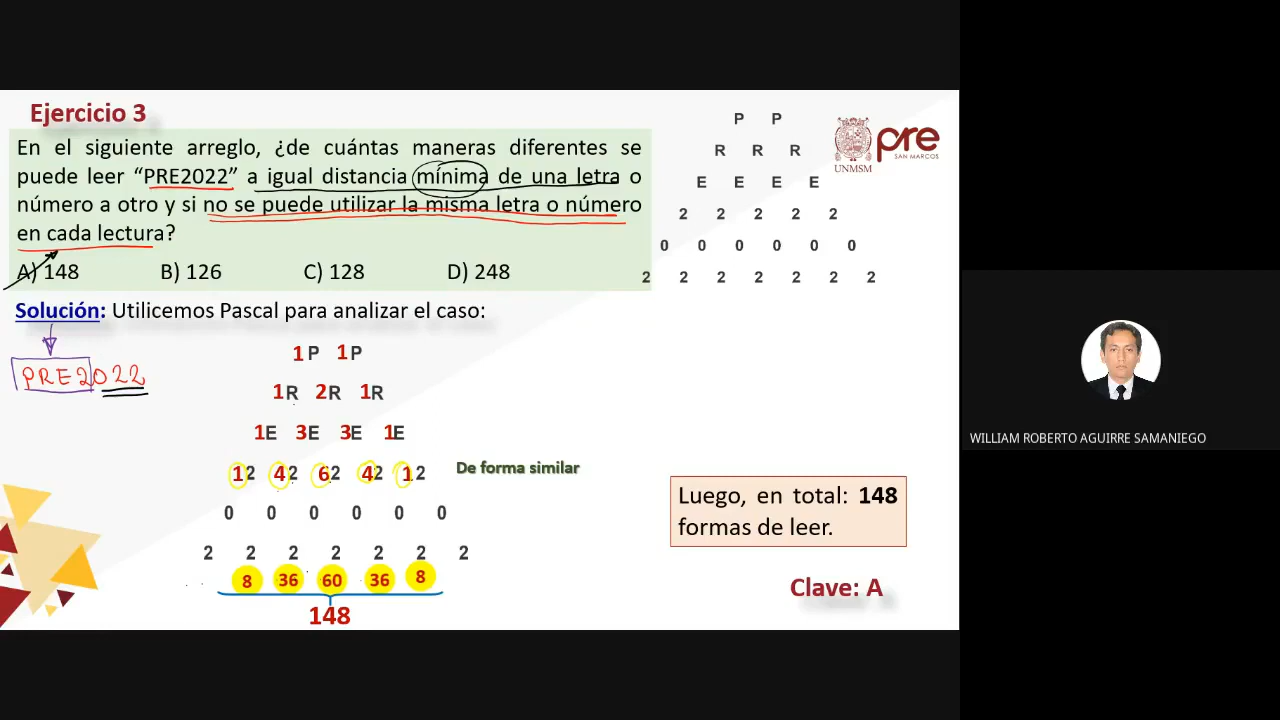 Ejercicio 3
En el siguiente arreglo, ¿de cuántas maneras diferentes se
puede leer “PRE2022” a igual distancia mínima de una letra o
número a otro y si no se puede utilizar la misma letra o número
en cada lectura?
A) 148 B) 126 C) 128 D) 248
P P
R R R
E E E E
2 2 2 2 2
0 0 0 0 0 0
2 2 2 2 2 2 2
UNMSM
pre
SAN MARCOS
Solución: Utilicemos Pascal para analizar el caso:
PRE2022
1P 1P
1R 2R 1R
1E 3E 3E 1E
12 42 62 42 12
De forma similar
0 0 0 0 0 0
2 2 2 2 2 2 2
8 36 60 36 8
148
Luego, en total: 148
formas de leer.
Clave: A
WILLIAM ROBERTO AGUIRRE SAMANIEGO